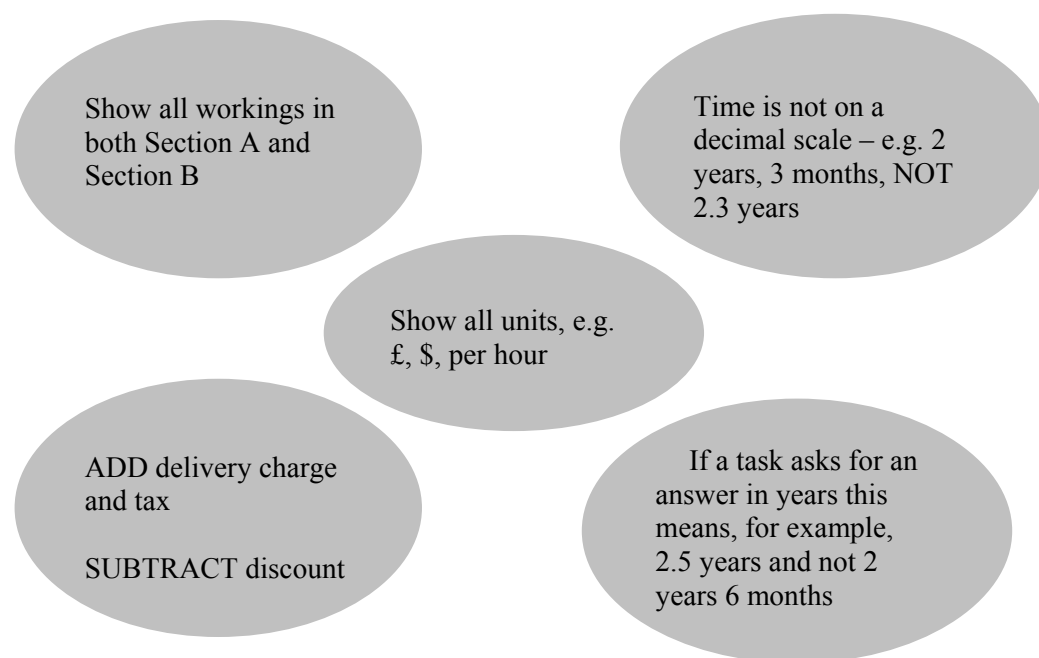 Show all workings in
both Section A and
Section B
Time is not on a
decimal scale – e.g. 2
years, 3 months, NOT
2.3 years
Show all units, e.g.
£, $, per hour
ADD delivery charge
and tax
SUBTRACT discount
If a task asks for an
answer in years this
means, for example,
2.5 years and not 2
years 6 months